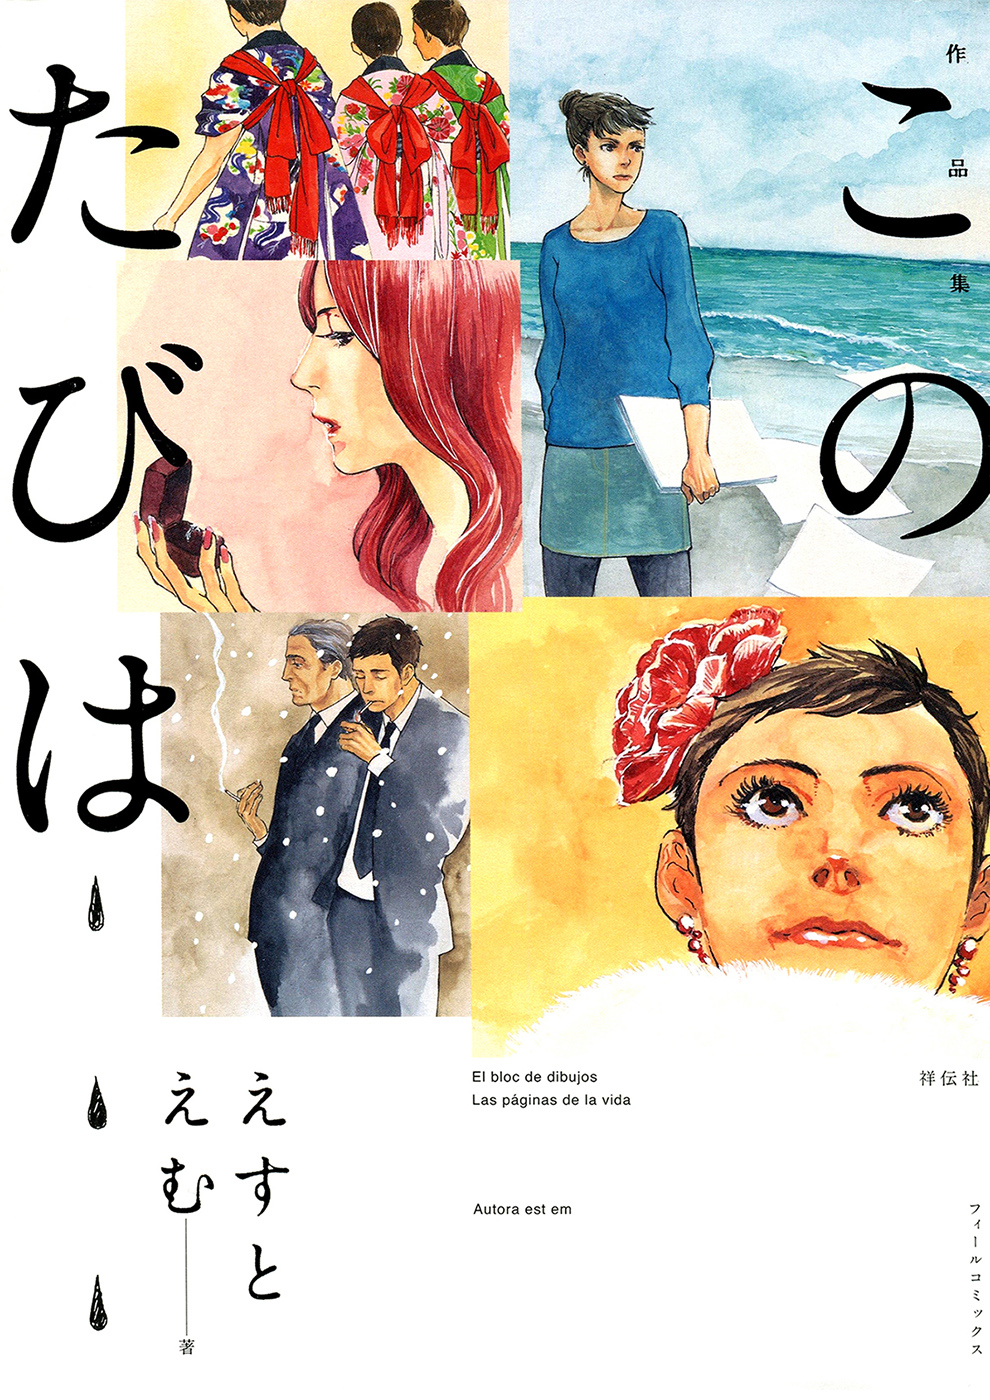 作品集
この
たびは
えすと
えむ
著
El bloc de dibujos
Las páginas de la vida
Autora est em
祥伝社
フィールコミックス